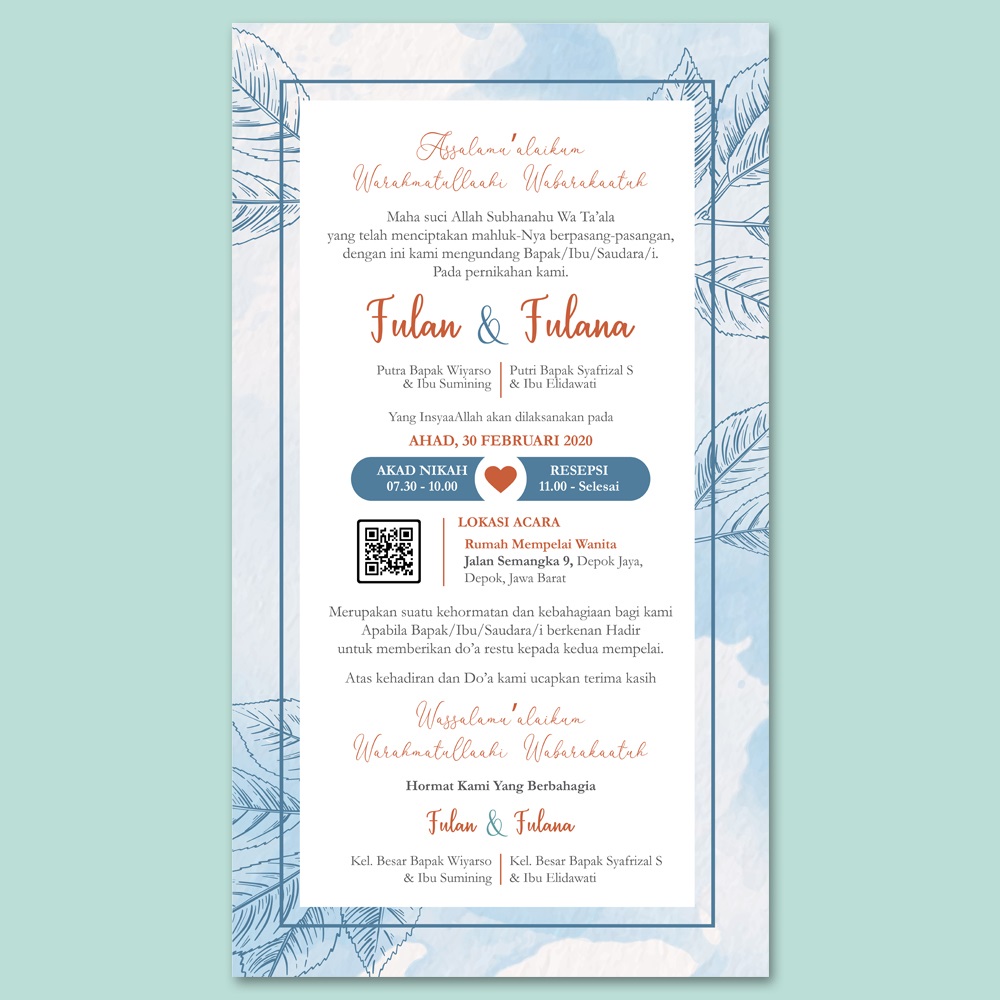 Assalamu'alaikum
Warahmatullaahi Wabarakaatuh
Maha suci Allah Subhanahu Wa Ta'ala
yang telah menciptakan mahluk-Nya berpasang-pasangan,
dengan ini kami mengundang Bapak/Ibu/Saudara/i.
Pada pernikahan kami.
Fulan & Fulana
Putra Bapak Wiyarso
& Ibu Sumining
Putri Bapak Syafrizal S
& Ibu Elidawati
Yang InsyaaAllah akan dilaksanakan pada
AHAD, 30 FEBRUARI 2020
AKAD NIKAH
07.30 - 10.00
RESEPSI
11.00 - Selesai
LOKASI ACARA
Rumah Mempelai Wanita
Jalan Semangka 9, Depok Jaya,
Depok, Jawa Barat
Merupakan suatu kehormatan dan kebahagiaan bagi kami
Apabila Bapak/Ibu/Saudara/i berkenan Hadir
untuk memberikan do'a restu kepada kedua mempelai.
Atas kehadiran dan Do'a kami ucapkan terima kasih
Wassalamu'alaikum
Warahmatullaahi Wabarakaatuh
Hormat Kami Yang Berbahagia
Fulan & Fulana
Kel. Besar Bapak Wiyarso
& Ibu Sumining
Kel. Besar Bapak Syafrizal S
& Ibu Elidawati